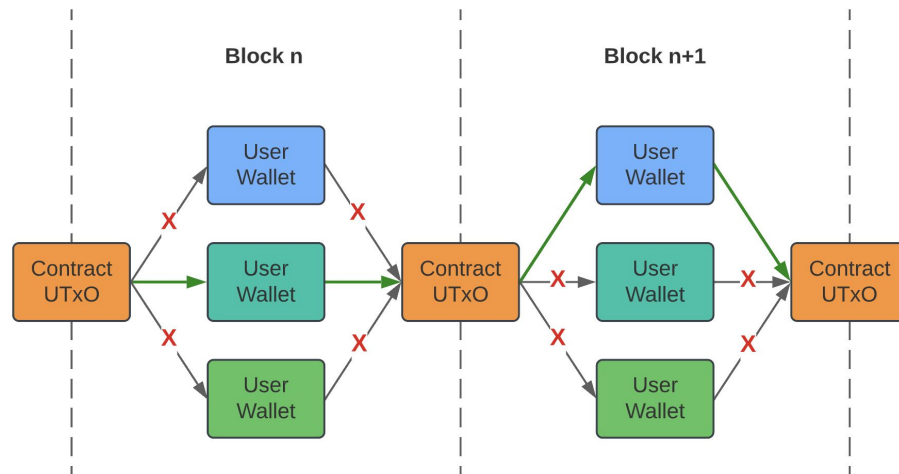 Block n
Block n+1
User
Wallet
User
Wallet
X
X
Contract
UTxO
User
Wallet
Contract
UTxO
X
User
Wallet
X
Contract
UTxO
X
X
X
X
User
Wallet
User
Wallet